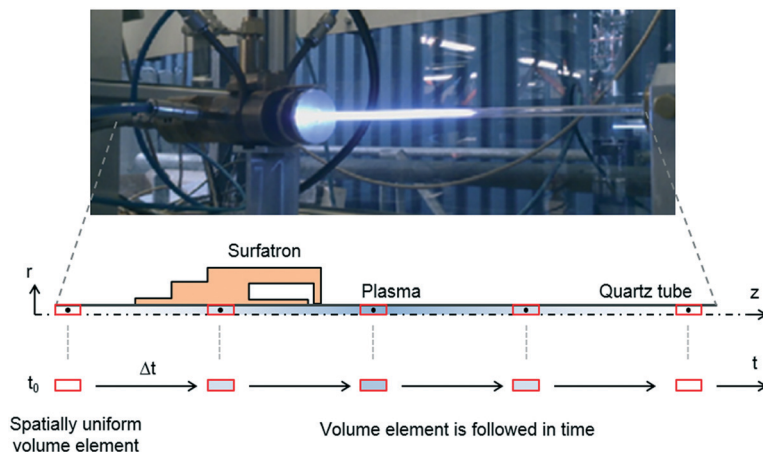 Surfatron
r
Plasma
Quartz tube
z
t₀
Δt
t
Spatially uniform
volume element
Volume element is followed in time